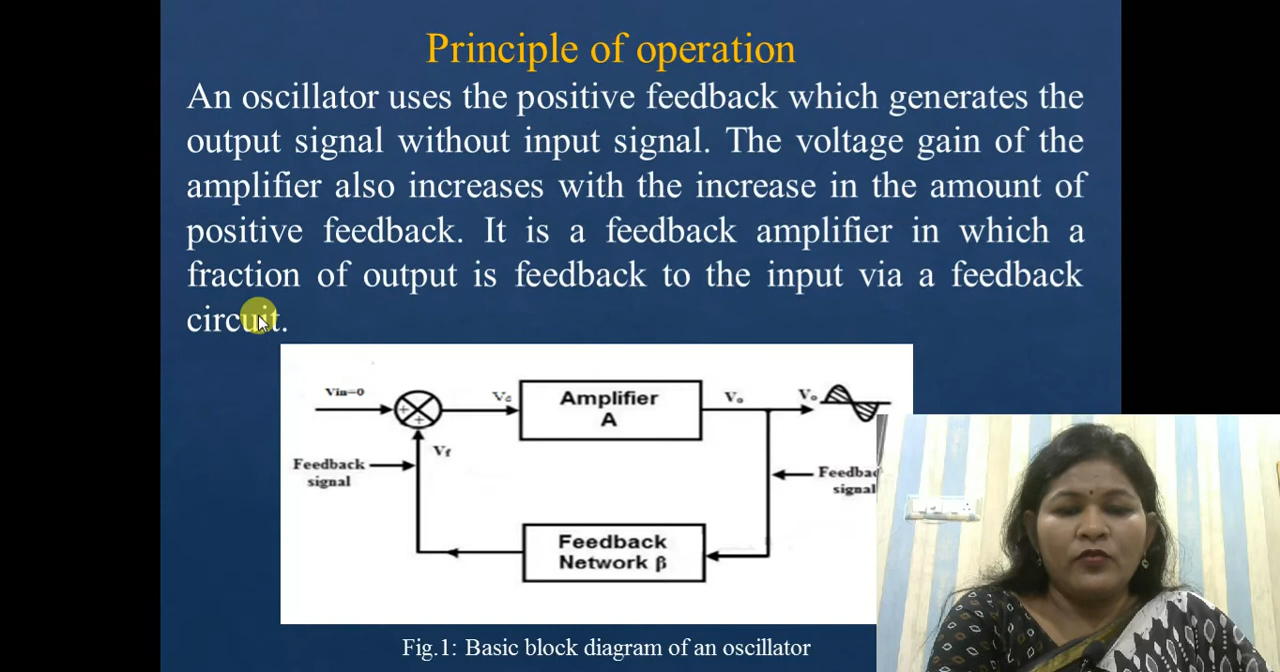 Principle of operation
An oscillator uses the positive feedback which generates the
output signal without input signal. The voltage gain of the
amplifier also increases with the increase in the amount of
positive feedback. It is a feedback amplifier in which a
fraction of output is feedback to the input via a feedback
circuit.
Vin=0
Amplifier
A
Vo
Vo
Vf
Feedback
signal
Feedback
Network β
signal
Fig.1: Basic block diagram of an oscillator